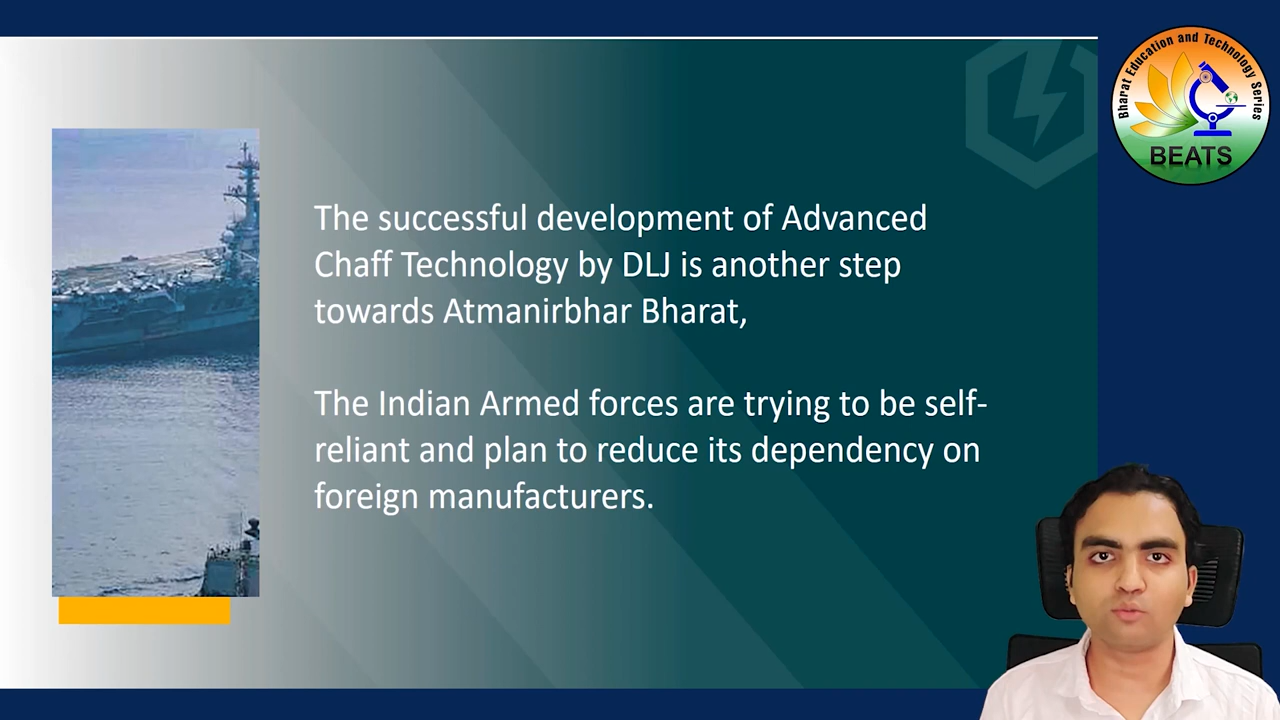 The successful development of Advanced
Chaff Technology by DLJ is another step
towards Atmanirbhar Bharat,
The Indian Armed forces are trying to be self-
reliant and plan to reduce its dependency on
foreign manufacturers.
Bharat Education and Technology Series
BEATS